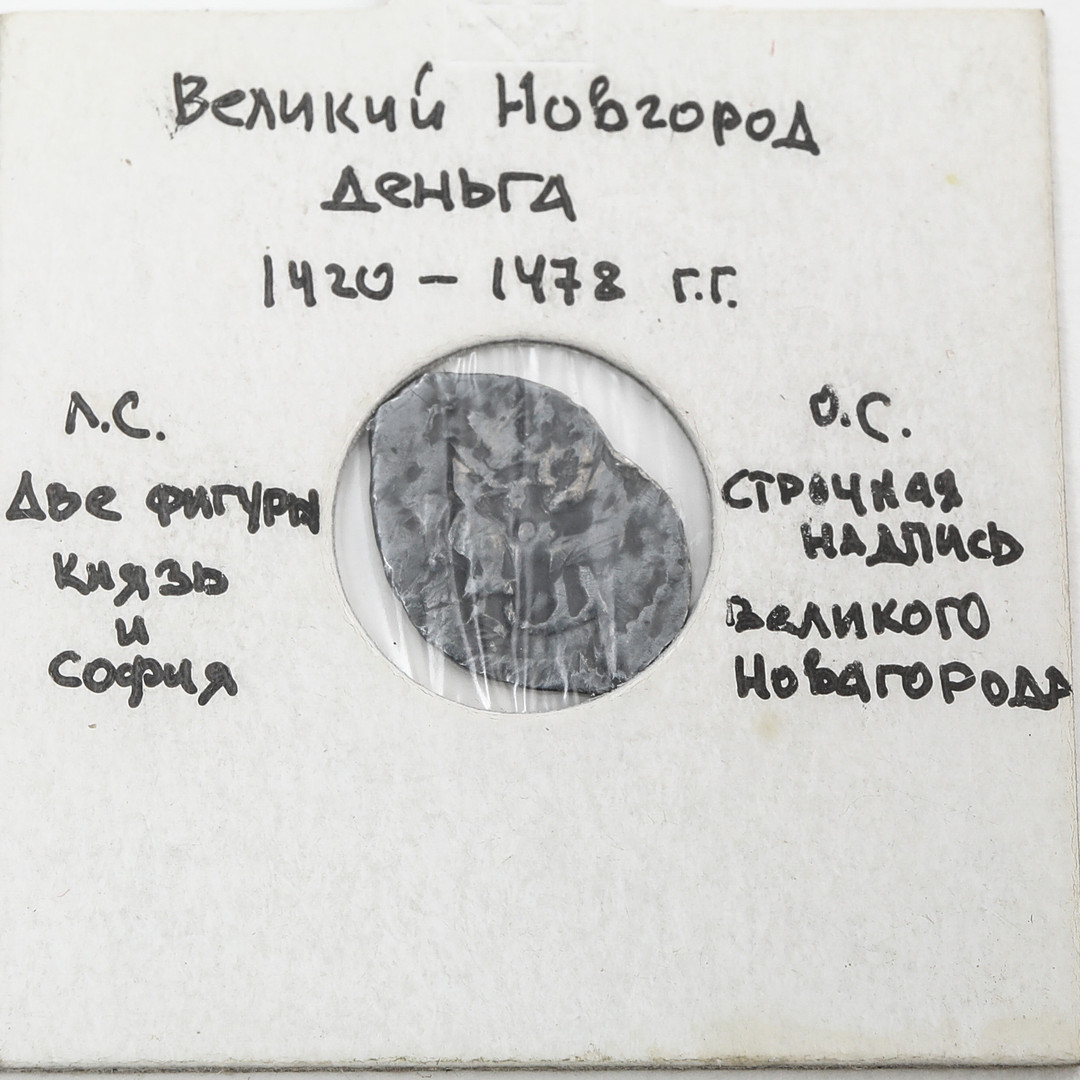 Великий Новгород
деньга
1420 – 1478 г.г.
Л.С.
Две фигуры
князь
и
София
О.С.
строчная
надпись
Великого
Новагорода